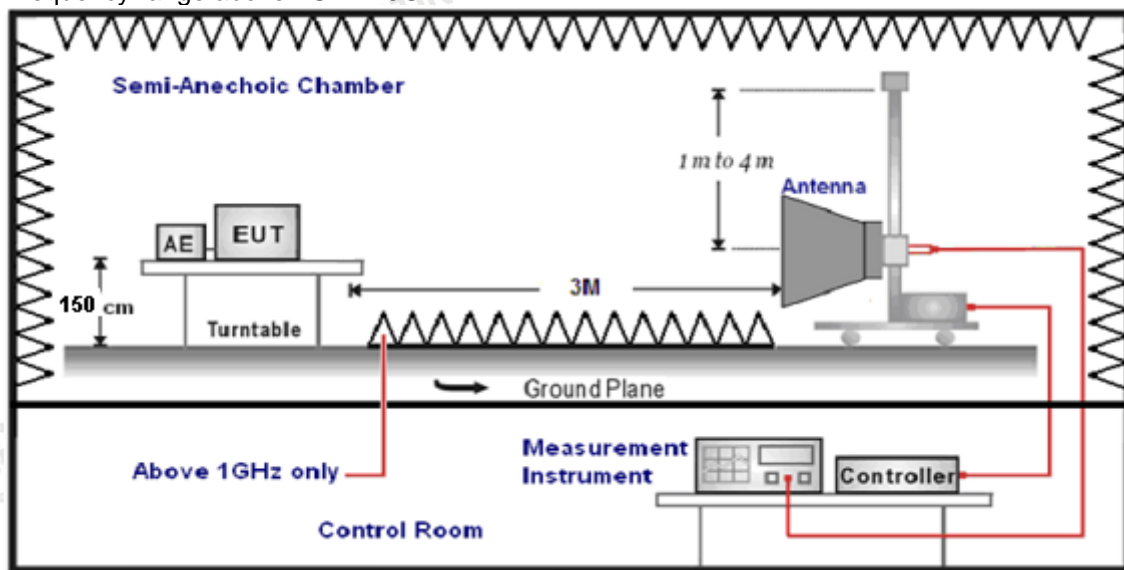 Semi-Anechoic Chamber
1 m to 4 m
Antenna
AE
EUT
150 cm
3M
Turntable
Ground Plane
Above 1GHz only
Measurement
Instrument
Controller
Control Room